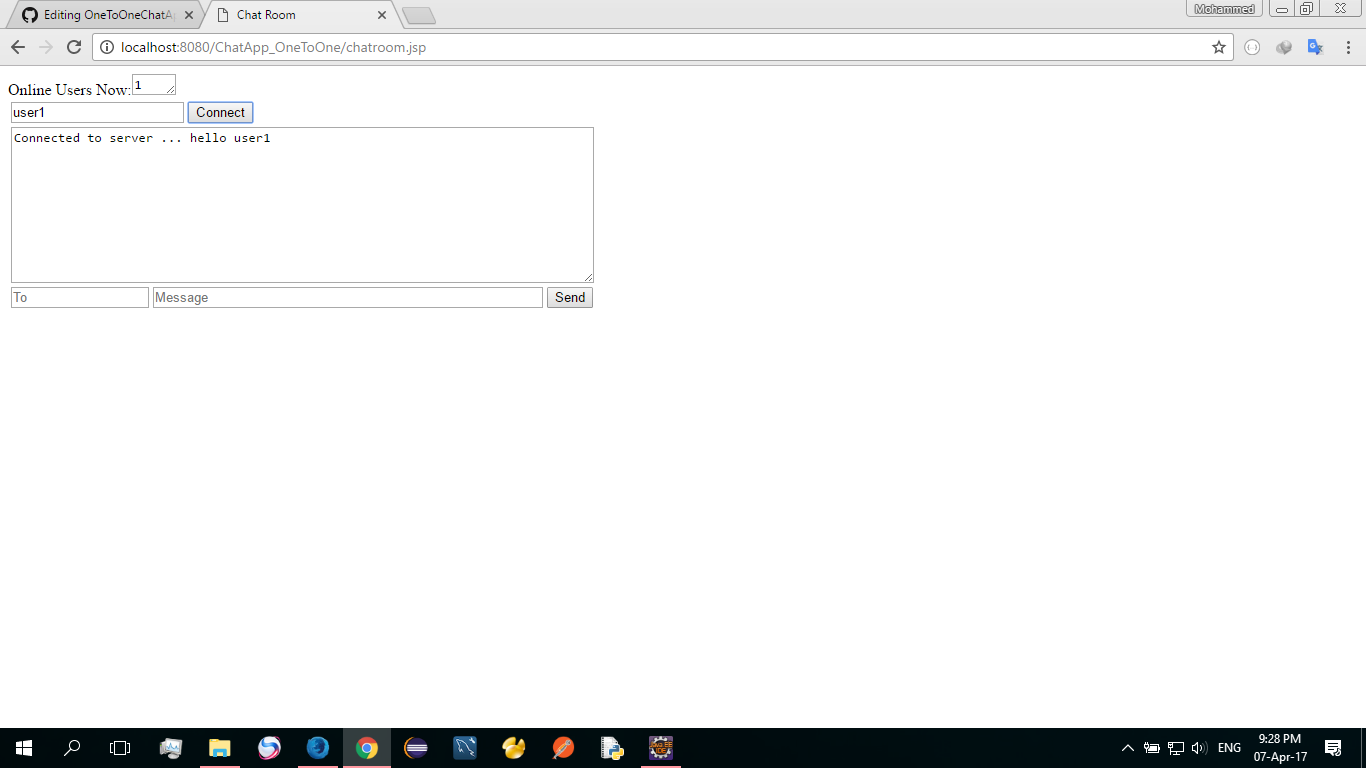 Editing OneToOneChatA
Chat Room
Mohammed
localhost:8080/ChatApp_OneToOne/chatroom.jsp
Online Users Now: 1
user1 Connect
Connected to server ... hello user1
To Message Send
ENG
9:28 PM
07-Apr-17